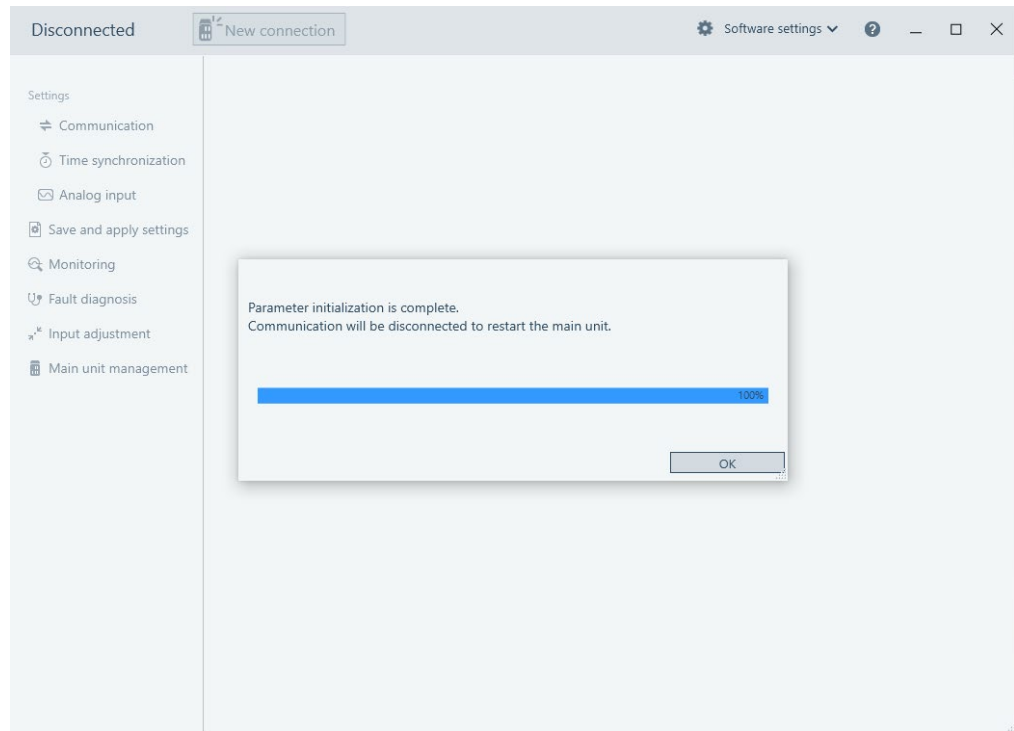 Disconnected
New connection
Software settings
Settings
Communication
Time synchronization
Analog input
Save and apply settings
Monitoring
Fault diagnosis
Input adjustment
Main unit management
Parameter initialization is complete.
Communication will be disconnected to restart the main unit.
100%
OK